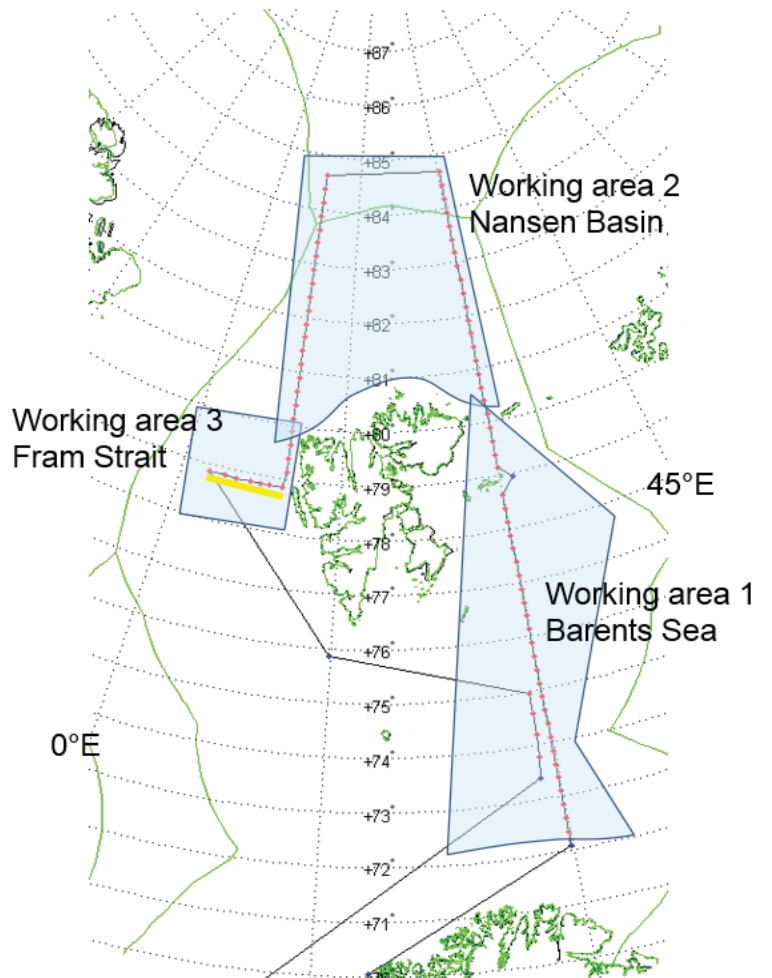 +87°
+86°
+85°
Working area 2
Nansen Basin
+84°
+83°
+82°
+81°
Working area 3
Fram Strait
+80°
+79°
45°E
+78°
+77°
Working area 1
Barents Sea
+76°
+75°
0°E
+74°
+73°
+72°
+71°